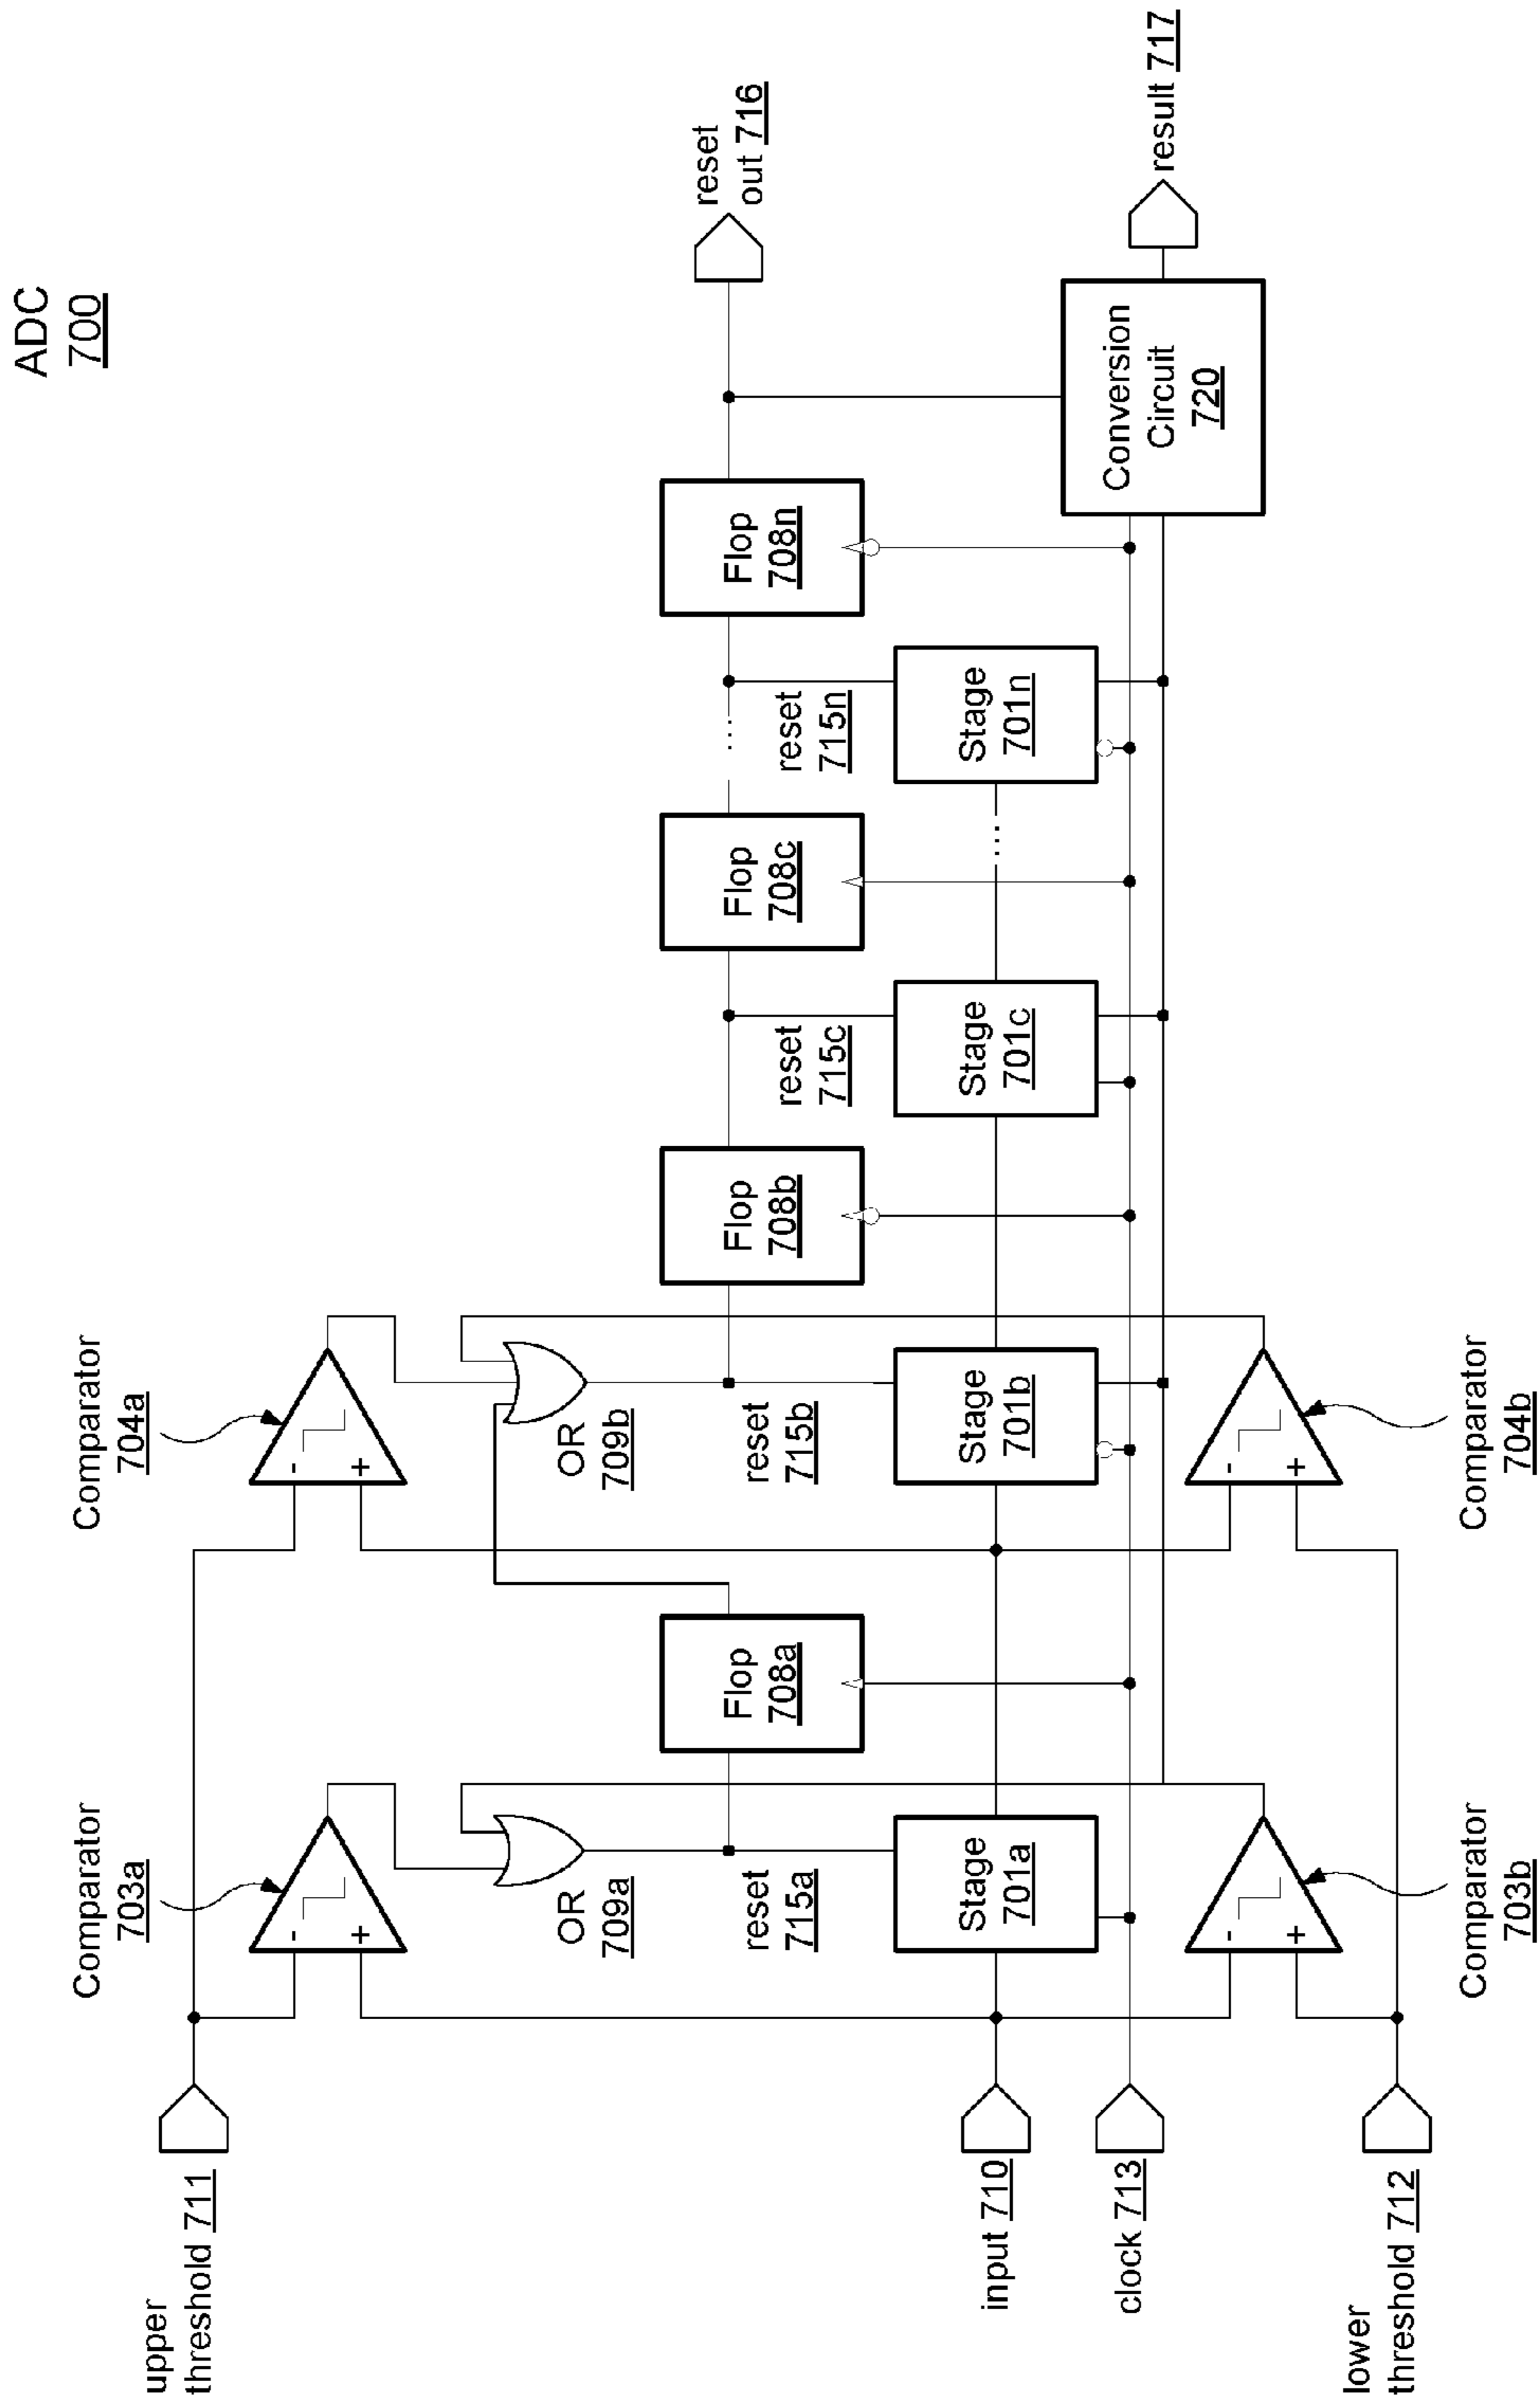 ADC
700
Comparator
703a
Comparator
704a
upper
threshold 711
OR
709a
OR
709b
Flop
708a
Flop
708b
Flop
708c
Flop
708n
...
reset
out 716
reset
715a
reset
715b
reset
715c
reset
715n
input 710
Stage
701a
Stage
701b
Stage
701c
...
Stage
701n
Conversion
Circuit
720
result 717
clock 713
- +
- +
- +
- +
lower
threshold 712
Comparator
703b
Comparator
704b